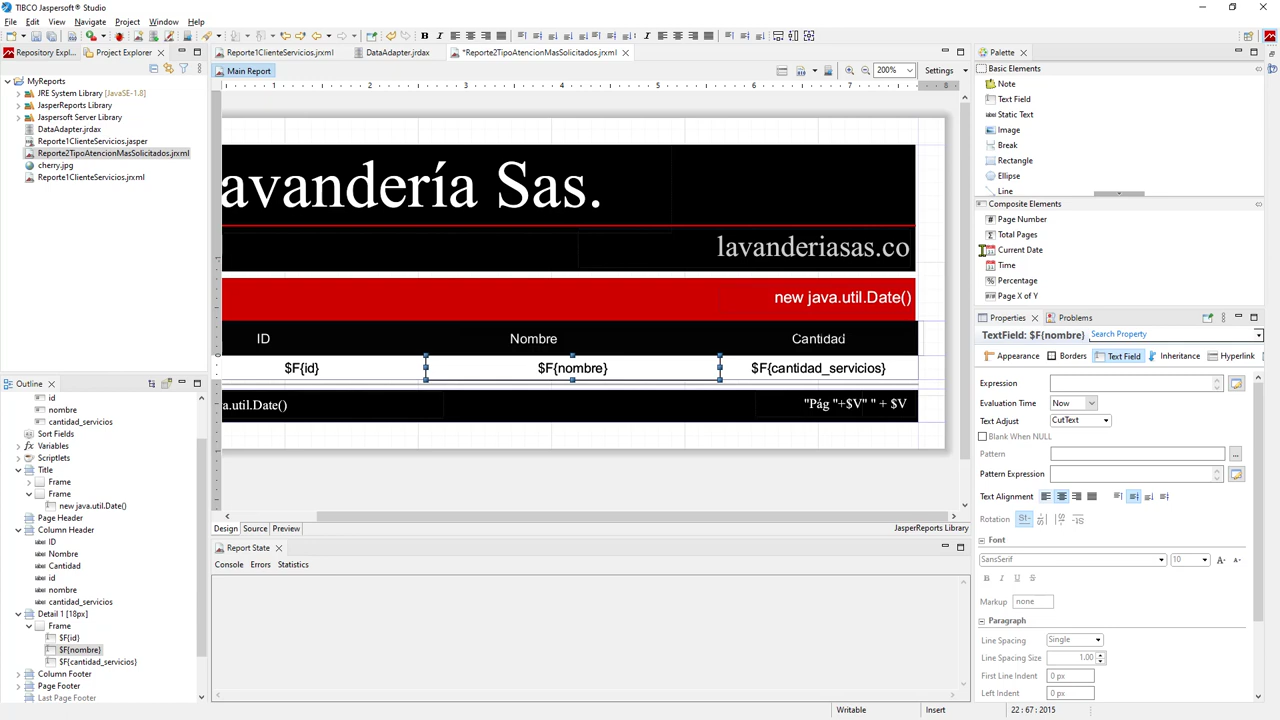 TIBCO Jaspersoft® Studio
File Edit View Navigate Project Window Help
Repository Expl... Project Explorer
Reporte1ClienteServicios.jrxml DataAdapter.jrdax *Reporte2TipoAtencionMasSolicitados.jrxml
Palette
Main Report 200% Settings
Basic Elements
Note
Text Field
Static Text
Image
Break
Rectangle
Ellipse
Line
Composite Elements
Page Number
Total Pages
Current Date
Time
Percentage
Page X of Y
MyReports
JRE System Library [JavaSE-1.8]
JasperReports Library
Jaspersoft Server Library
DataAdapter.jrdax
Reporte1ClienteServicios.jasper
Reporte2TipoAtencionMasSolicitados.jrxml
cherry.jpg
Reporte1ClienteServicios.jrxml
2 3 4 5 6 7 8
avandería Sas.
lavanderiasas.co
new java.util.Date()
ID Nombre Cantidad
$F{id} $F{nombre} $F{cantidad_servicios}
a.util.Date() "Pág "+$V" " + $V
Design Source Preview JasperReports Library
Outline
id
nombre
cantidad_servicios
Sort Fields
Variables
Scriptlets
Title
Frame
Frame
new java.util.Date()
Page Header
Column Header
ID
Nombre
Cantidad
id
nombre
cantidad_servicios
Detail 1 [18px]
Frame
$F{id}
$F{nombre}
$F{cantidad_servicios}
Column Footer
Page Footer
Last Page Footer
Report State
Console Errors Statistics
Properties Problems
TextField: $F{nombre} Search Property
Appearance Borders Text Field Inheritance Hyperlink
Expression
Evaluation Time Now
Text Adjust CutText
Blank When NULL
Pattern ...
Pattern Expression
Text Alignment
Rotation
Font
SansSerif 10 A+ A-
B I U S
Markup none
Paragraph
Line Spacing Single
Line Spacing Size 1.00
First Line Indent 0 px
Left Indent 0 px
Writable Insert 22 : 67 : 2015